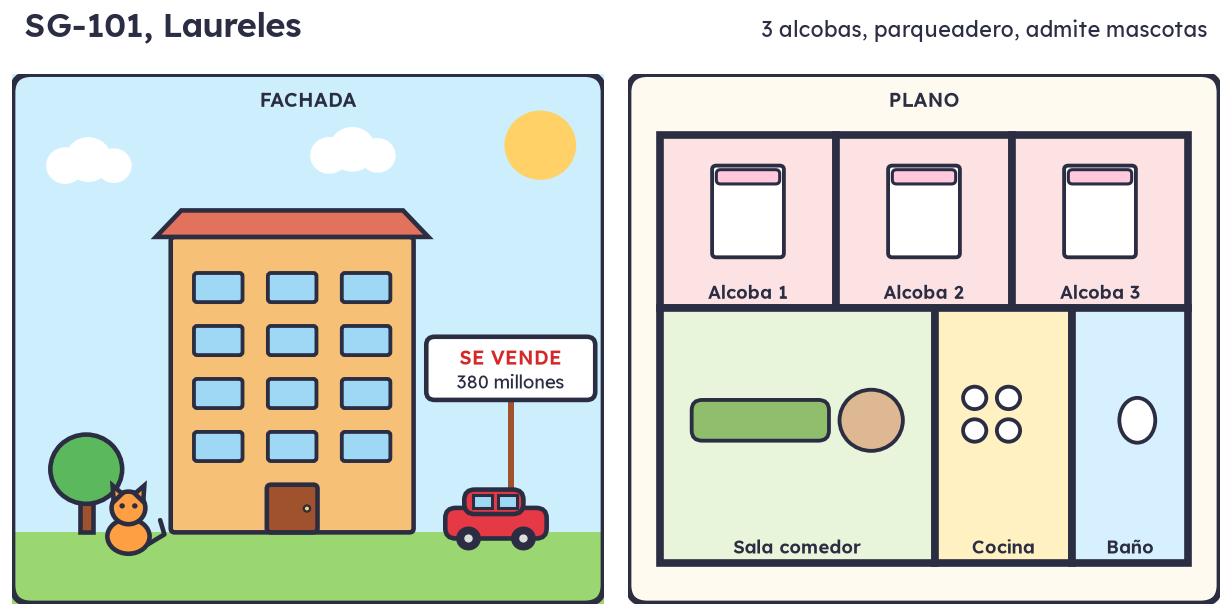 SG-101, Laureles
3 alcobas, parqueadero, admite mascotas
FACHADA
SE VENDE
380 millones
PLANO
Alcoba 1
Alcoba 2
Alcoba 3
Sala comedor
Cocina
Baño